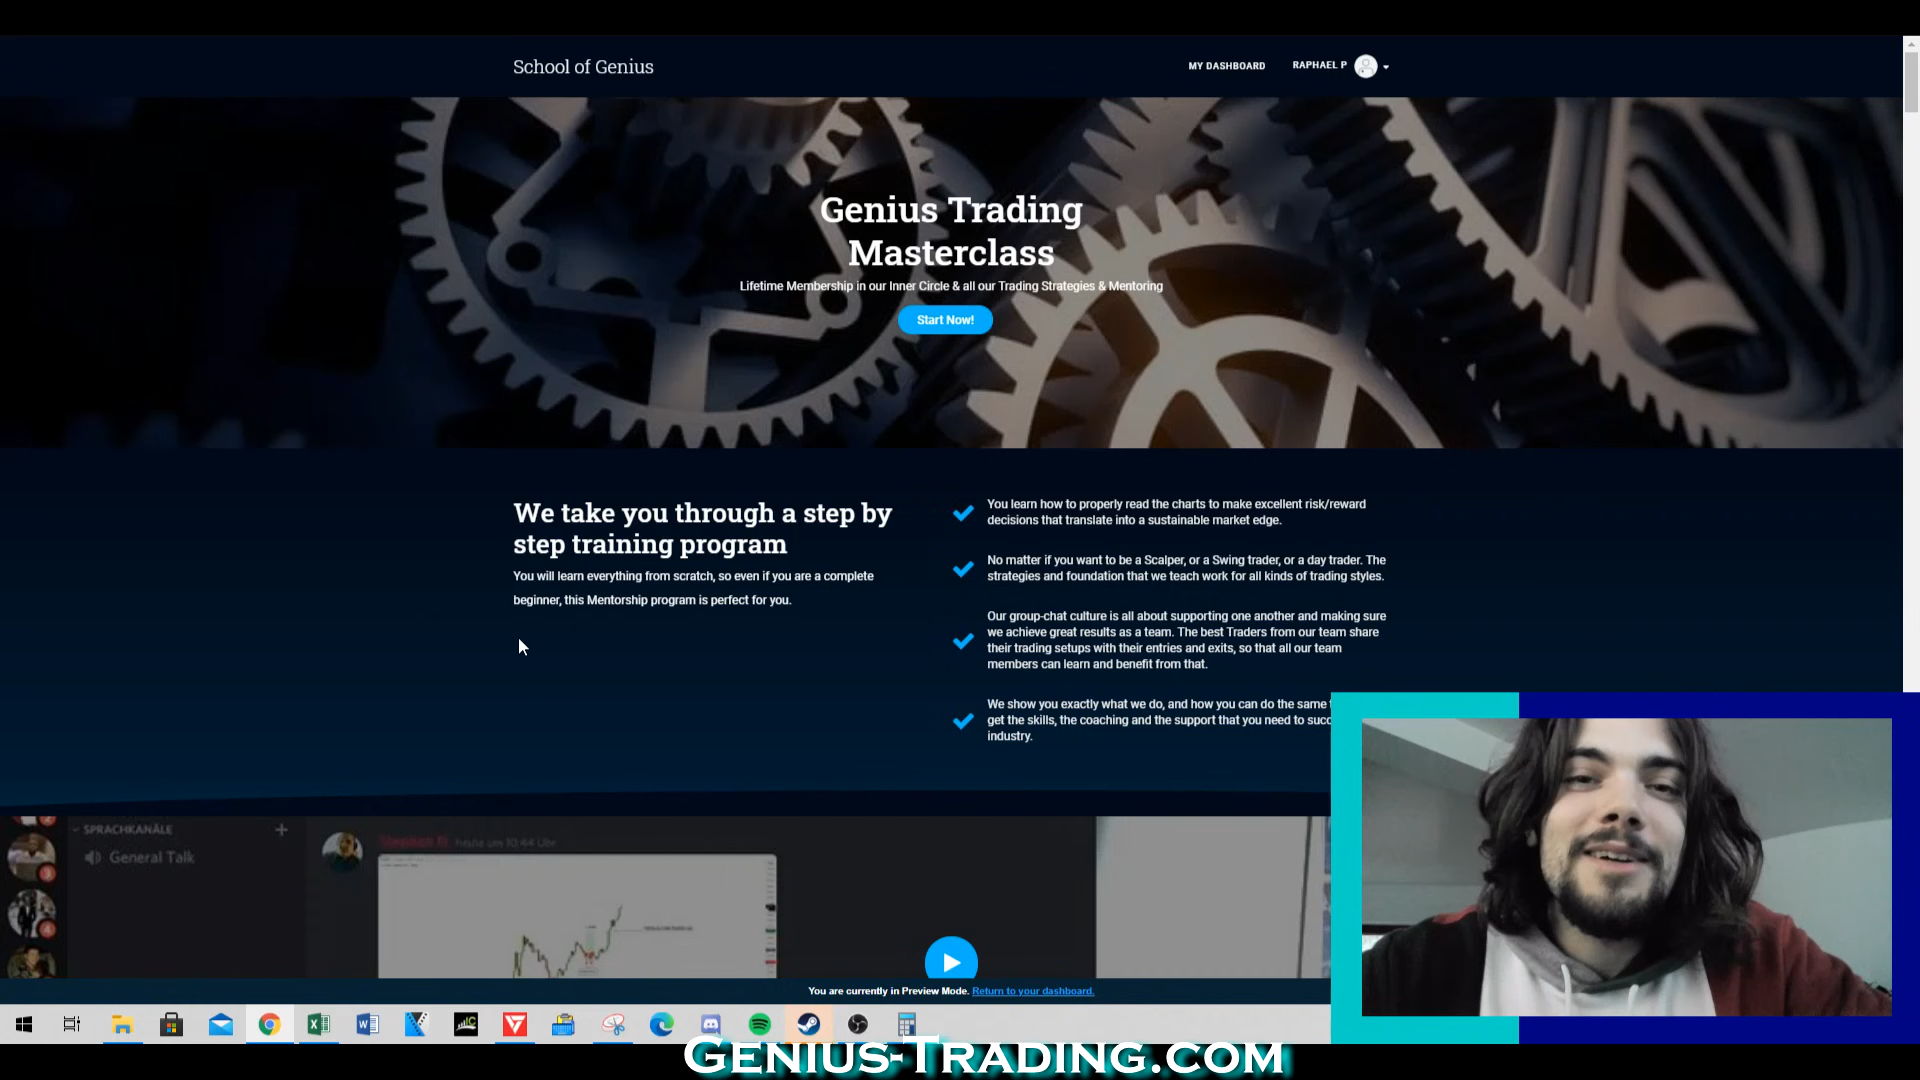 School of Genius
MY DASHBOARD
RAPHAEL P
Genius Trading
Masterclass
Lifetime Membership in our Inner Circle & all our Trading Strategies & Mentoring
Start Now!
We take you through a step by
step training program
You will learn everything from scratch, so even if you are a complete
beginner, this Mentorship program is perfect for you.
You learn how to properly read the charts to make excellent risk/reward
decisions that translate into a sustainable market edge.
No matter if you want to be a Scalper, or a Swing trader, or a day trader. The
strategies and foundation that we teach work for all kinds of trading styles.
Our group-chat culture is all about supporting one another and making sure
we achieve great results as a team. The best Traders from our team share
their trading setups with their entries and exits, so that all our team
members can learn and benefit from that.
We show you exactly what we do, and how you can do the same
get the skills, the coaching and the support that you need to
industry.
SPRACHKANÄLE
General Talk
heute um 10:44 Uhr
You are currently in Preview Mode. Return to your dashboard.
GENIUS-TRADING.COM